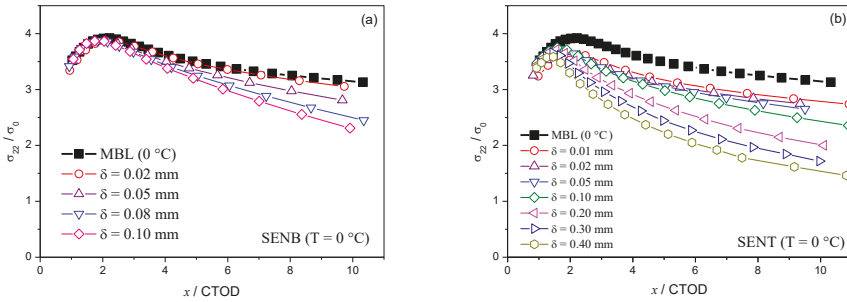 (a)
4
3
2
1
0
σ22 / σ0
MBL (0 °C)
δ = 0.02 mm
δ = 0.05 mm
δ = 0.08 mm
δ = 0.10 mm
SENB (T = 0 °C)
0 2 4 6 8 10
x / CTOD
(b)
4
3
2
1
0
σ22 / σ0
MBL (0 °C)
δ = 0.01 mm
δ = 0.02 mm
δ = 0.05 mm
δ = 0.10 mm
δ = 0.20 mm
δ = 0.30 mm
δ = 0.40 mm
SENT (T = 0 °C)
0 2 4 6 8 10
x / CTOD